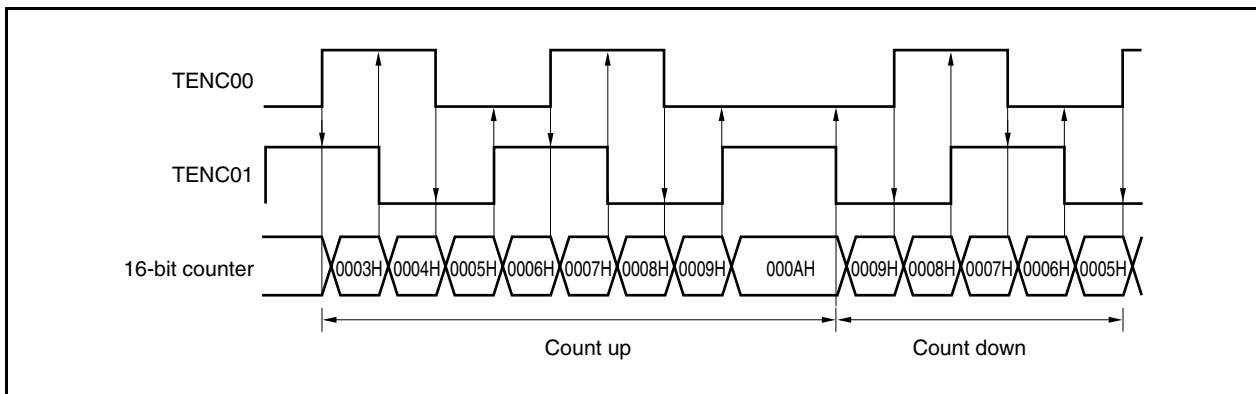 TENC00
TENC01
16-bit counter
0003H 0004H 0005H 0006H 0007H 0008H 0009H 000AH 0009H 0008H 0007H 0006H 0005H
Count up Count down